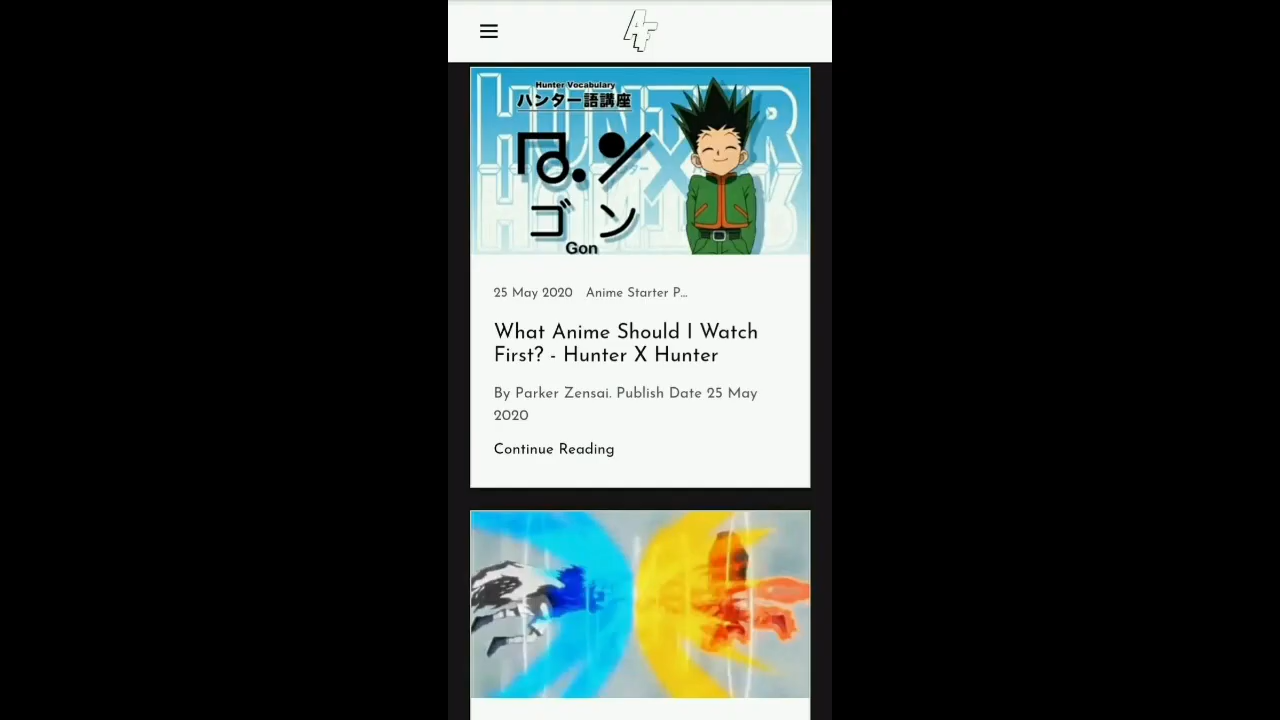 Hunter Vocabulary
ハンター語講座
HUNTER
X
ゴン
Gon
25 May 2020 Anime Starter P...
What Anime Should I Watch
First? - Hunter X Hunter
By Parker Zensai. Publish Date 25 May
2020
Continue Reading